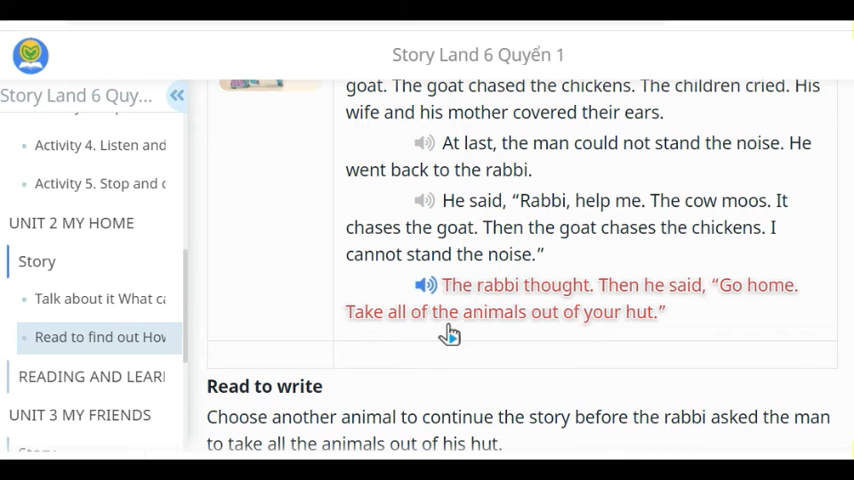 Story Land 6 Quyển 1
Story Land 6 Quy...
Activity 4. Listen and
Activity 5. Stop and c
UNIT 2 MY HOME
Story
Talk about it What ca
Read to find out How
READING AND LEARI
UNIT 3 MY FRIENDS
goat. The goat chased the chickens. The children cried. His
wife and his mother covered their ears.
At last, the man could not stand the noise. He
went back to the rabbi.
He said, “Rabbi, help me. The cow moos. It
chases the goat. Then the goat chases the chickens. I
cannot stand the noise.”
The rabbi thought. Then he said, “Go home.
Take all of the animals out of your hut.”
Read to write
Choose another animal to continue the story before the rabbi asked the man
to take all the animals out of his hut.